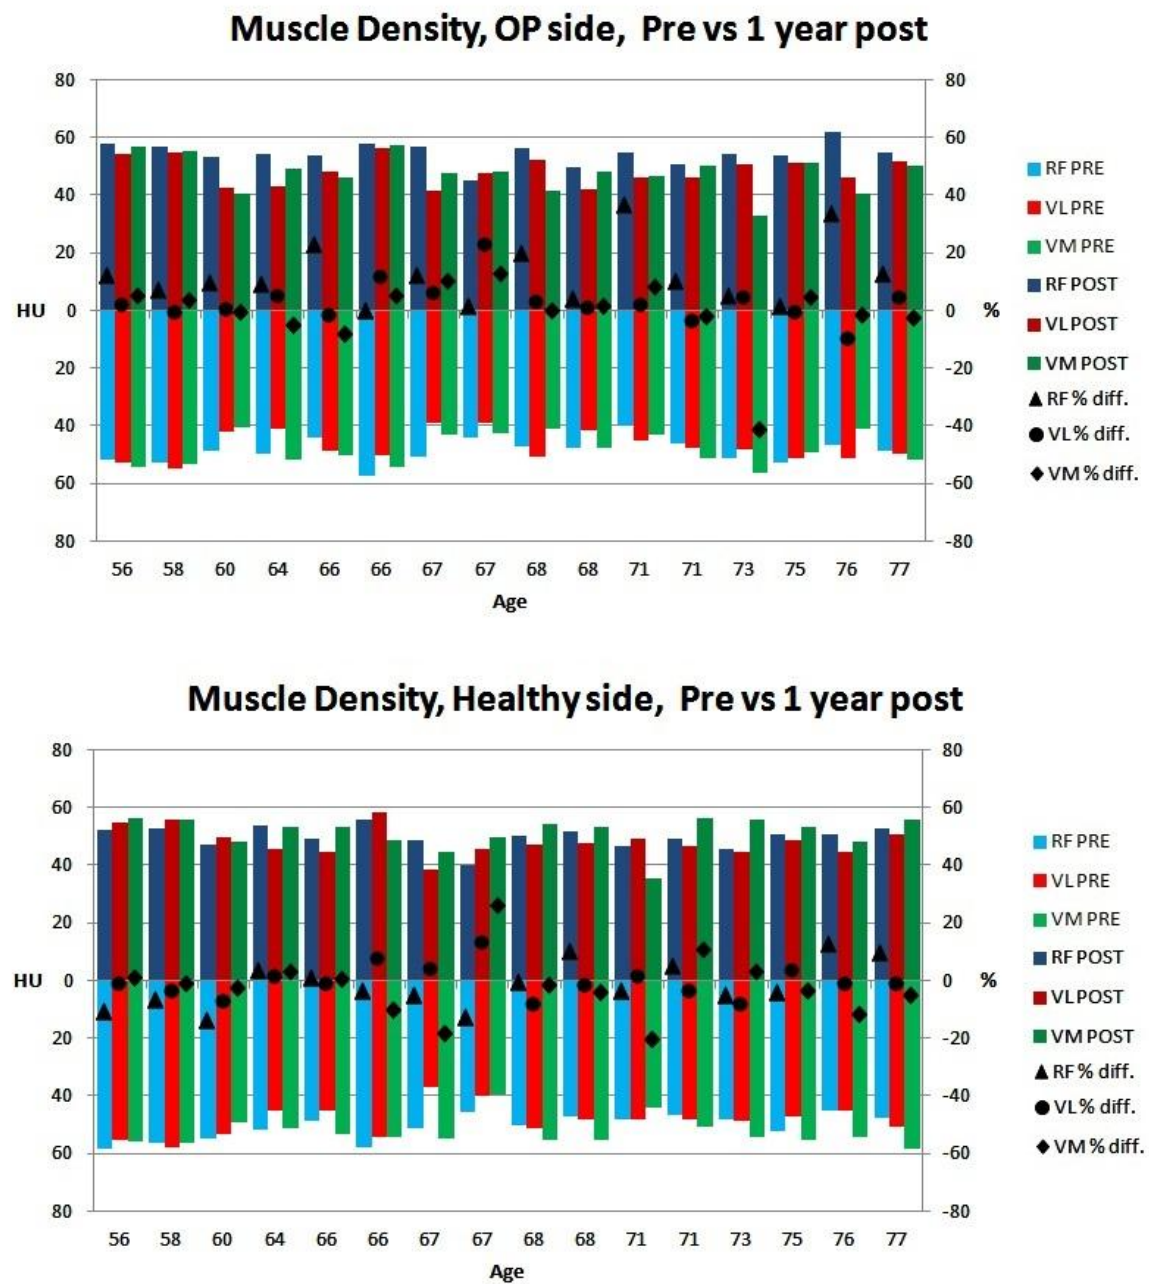 Muscle Density, OP side, Pre vs 1 year post
80 80
60 60
40 40
20 20
HU 0 0 %
20 -20
40 -40
60 -60
80 -80
56 58 60 64 66 66 67 67 68 68 71 71 73 75 76 77
Age
RF PRE
VL PRE
VM PRE
RF POST
VL POST
VM POST
RF % diff.
VL % diff.
VM % diff.
Muscle Density, Healthy side, Pre vs 1 year post
80 80
60 60
40 40
20 20
HU 0 0 %
20 -20
40 -40
60 -60
80 -80
56 58 60 64 66 66 67 67 68 68 71 71 73 75 76 77
Age
RF PRE
VL PRE
VM PRE
RF POST
VL POST
VM POST
RF % diff.
VL % diff.
VM % diff.